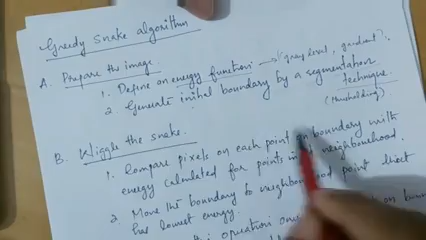 Greedy snake algorithm
A. Prepare the image.
1. Define an energy function → (gray level, gradient?).
2. Generate initial boundary by a segmentation
technique.
(thresholding)
B. Wiggle the snake.
1. Compare pixels on each point boundary with
energy calculated for points in neighbourhood.
2. Move the boundary to neighbourhood point
has lowest energy.
operation on